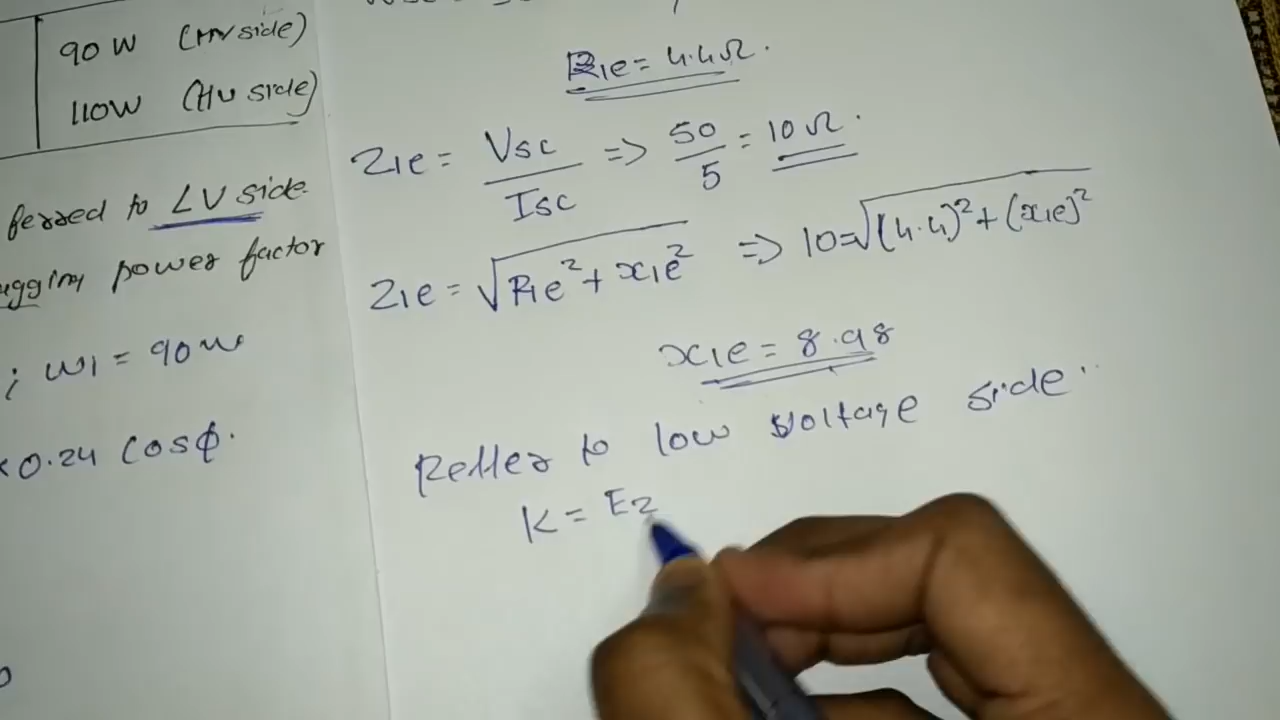 90 W (HV side)
110W (HV side)
ferred to LV side.
ugging power factor
; W1 = 90w
×0.24 cosϕ.
R1e = 4.4Ω.
Z1e = Vsc/Isc => 50/5 = 10Ω.
Z1e = √(R1e² + x1e²) => 10 = √((4.4)² + (x1e)²)
x1e = 8.98
Reffer to low voltage side..
K = E2